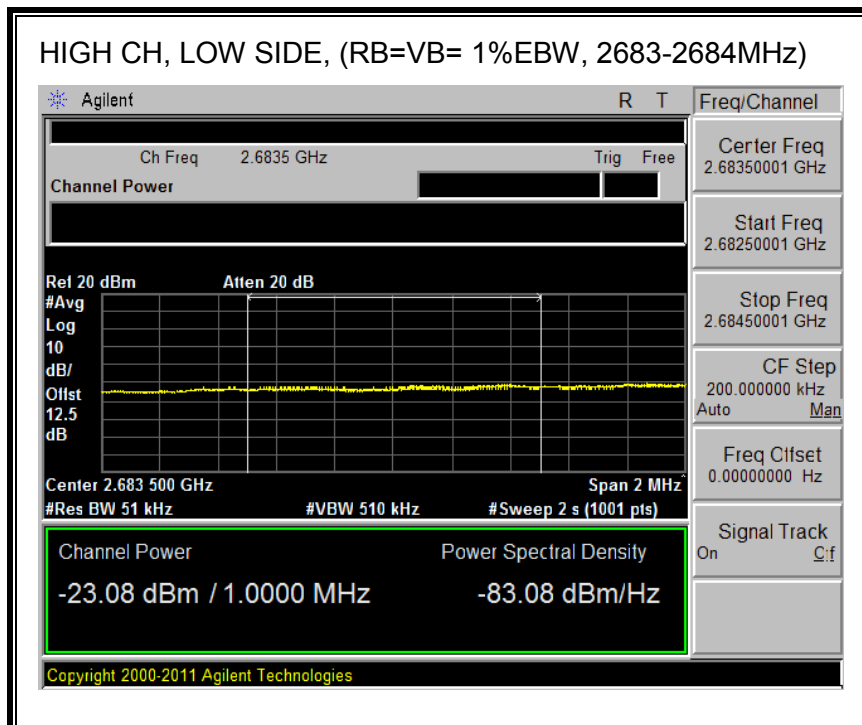 HIGH CH, LOW SIDE, (RB=VB= 1%EBW, 2683-2684MHz)
Agilent R T Freq/Channel
Ch Freq 2.6835 GHz Trig Free
Channel Power
Center Freq
2.68350001 GHz
Start Freq
2.68250001 GHz
Stop Freq
2.68450001 GHz
CF Step
200.000000 kHz
Auto Man
Freq Offset
0.00000000 Hz
Signal Track
On Off
Ref 20 dBm Atten 20 dB
#Avg
Log
10
dB/
Offst
12.5
dB
Center 2.683 500 GHz Span 2 MHz
#Res BW 51 kHz #VBW 510 kHz #Sweep 2 s (1001 pts)
Channel Power Power Spectral Density
-23.08 dBm / 1.0000 MHz -83.08 dBm/Hz
Copyright 2000-2011 Agilent Technologies